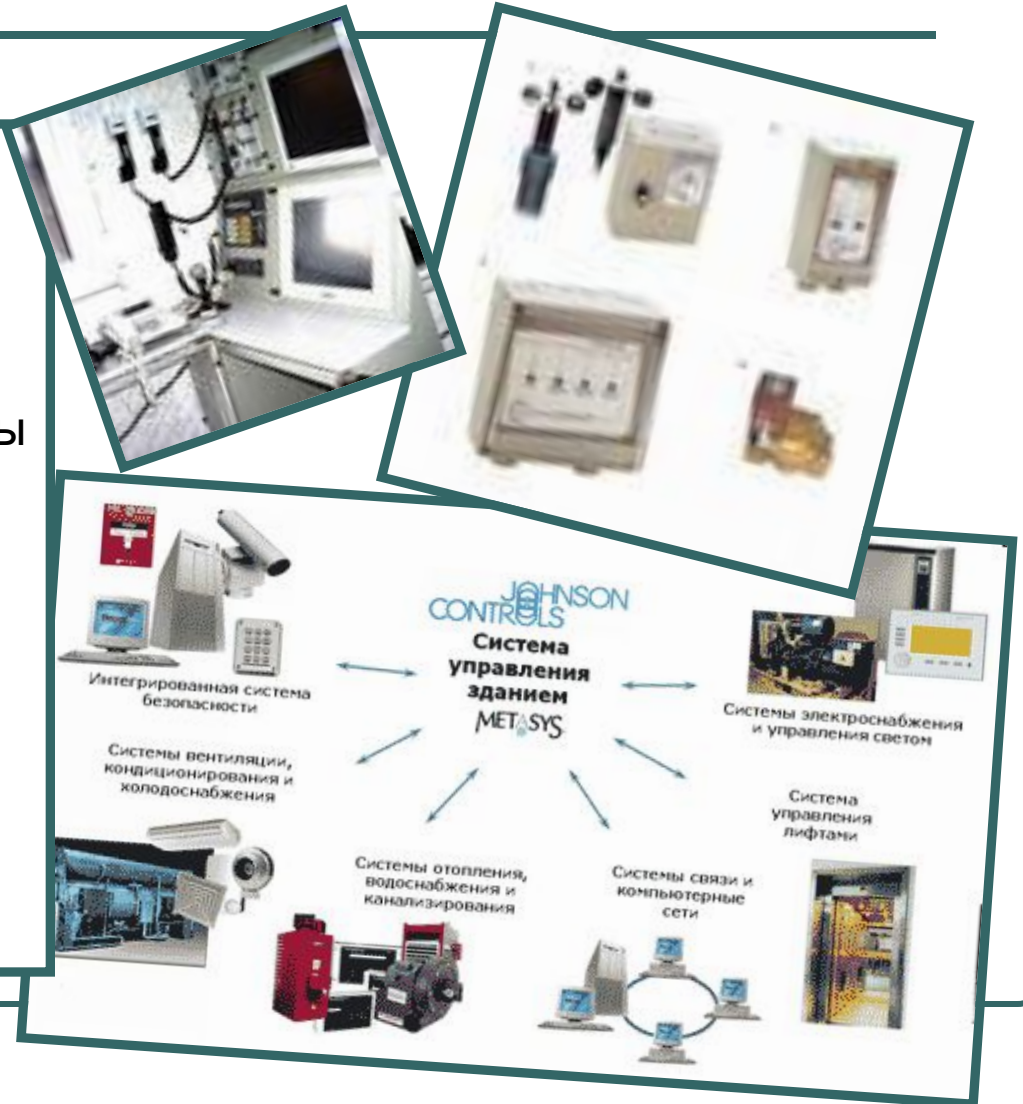 ы
JOHNSON
CONTROLS
Система
управления
зданием
METASYS
Интегрированная система
безопасности
Системы электроснабжения
и управления светом
Системы вентиляции,
кондиционирования и
холодоснабжения
Система
управления
лифтами
Системы отопления,
водоснабжения и
канализирования
Системы связи и
компьютерные
сети